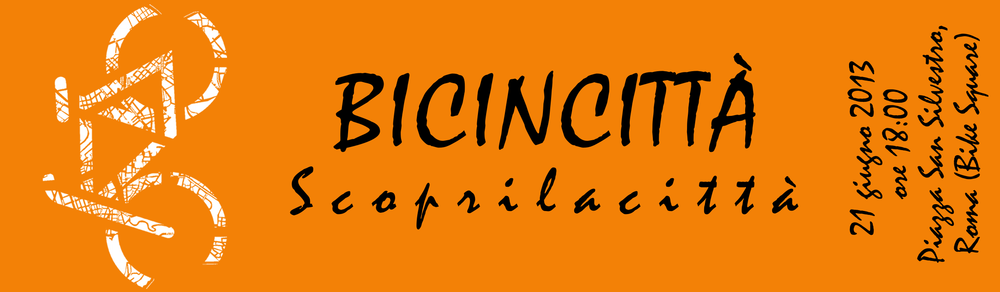 BICINCITTÀ
Scoprilacittà
21 giugno 2013
ore 18:00
Piazza San Silvestro,
Roma (Bike Square)